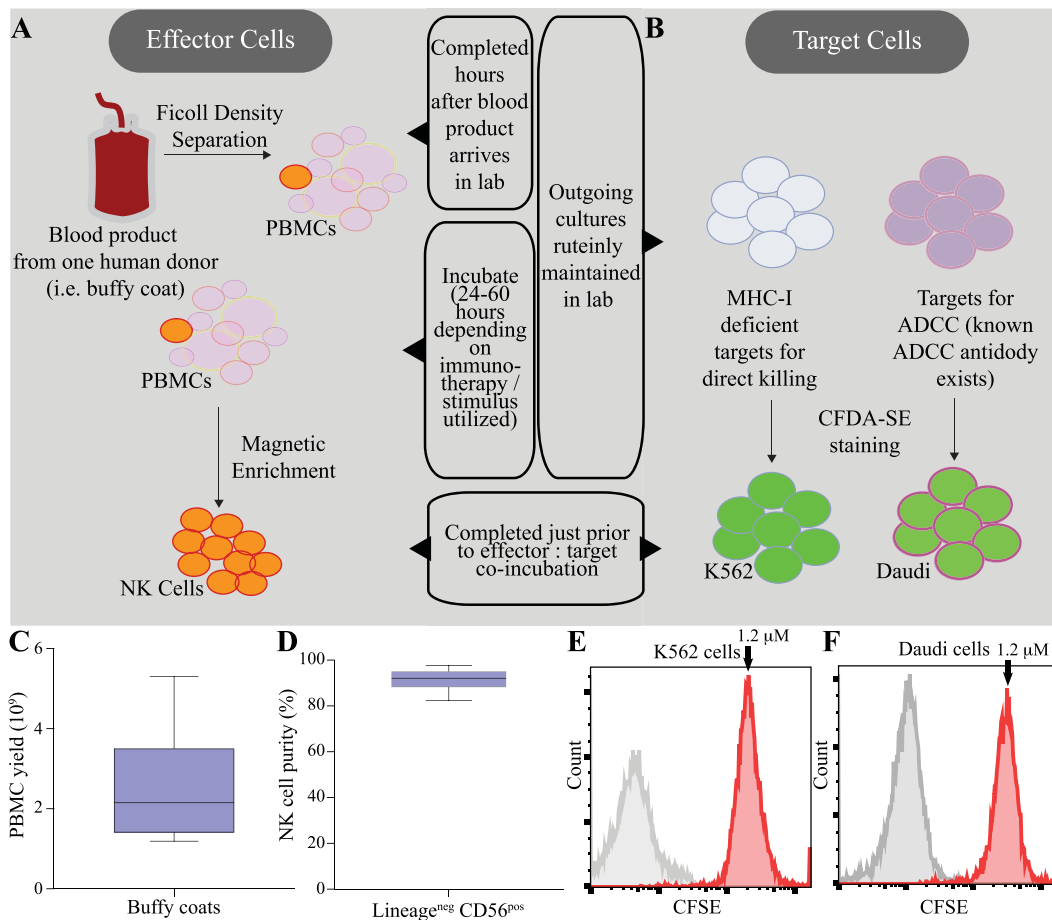 A
Effector Cells
Ficoll Density
Separation
PBMCs
Blood product
from one human donor
(i.e. buffy coat)
PBMCs
Magnetic
Enrichment
NK Cells
Completed
hours
after blood
product
arrives
in lab
Incubate
(24-60
hours
depending
on
immuno-
therapy /
stimulus
utilized)
Outgoing
cultures
ruteinly
maintained
in lab
Completed just prior
to effector : target
co-incubation
B
Target Cells
MHC-I
deficient
targets for
direct killing
Targets for
ADCC (known
ADCC antidody
exists)
CFDA-SE
staining
K562
Daudi
C
PBMC yield (10⁹)
6
4
2
0
Buffy coats
D
NK cell purity (%)
100
80
60
40
20
0
Lineageⁿᵉᵍ CD56ᵖᵒˢ
E
K562 cells
1.2 µM
Count
CFSE
F
Daudi cells 1.2 µM
Count
CFSE